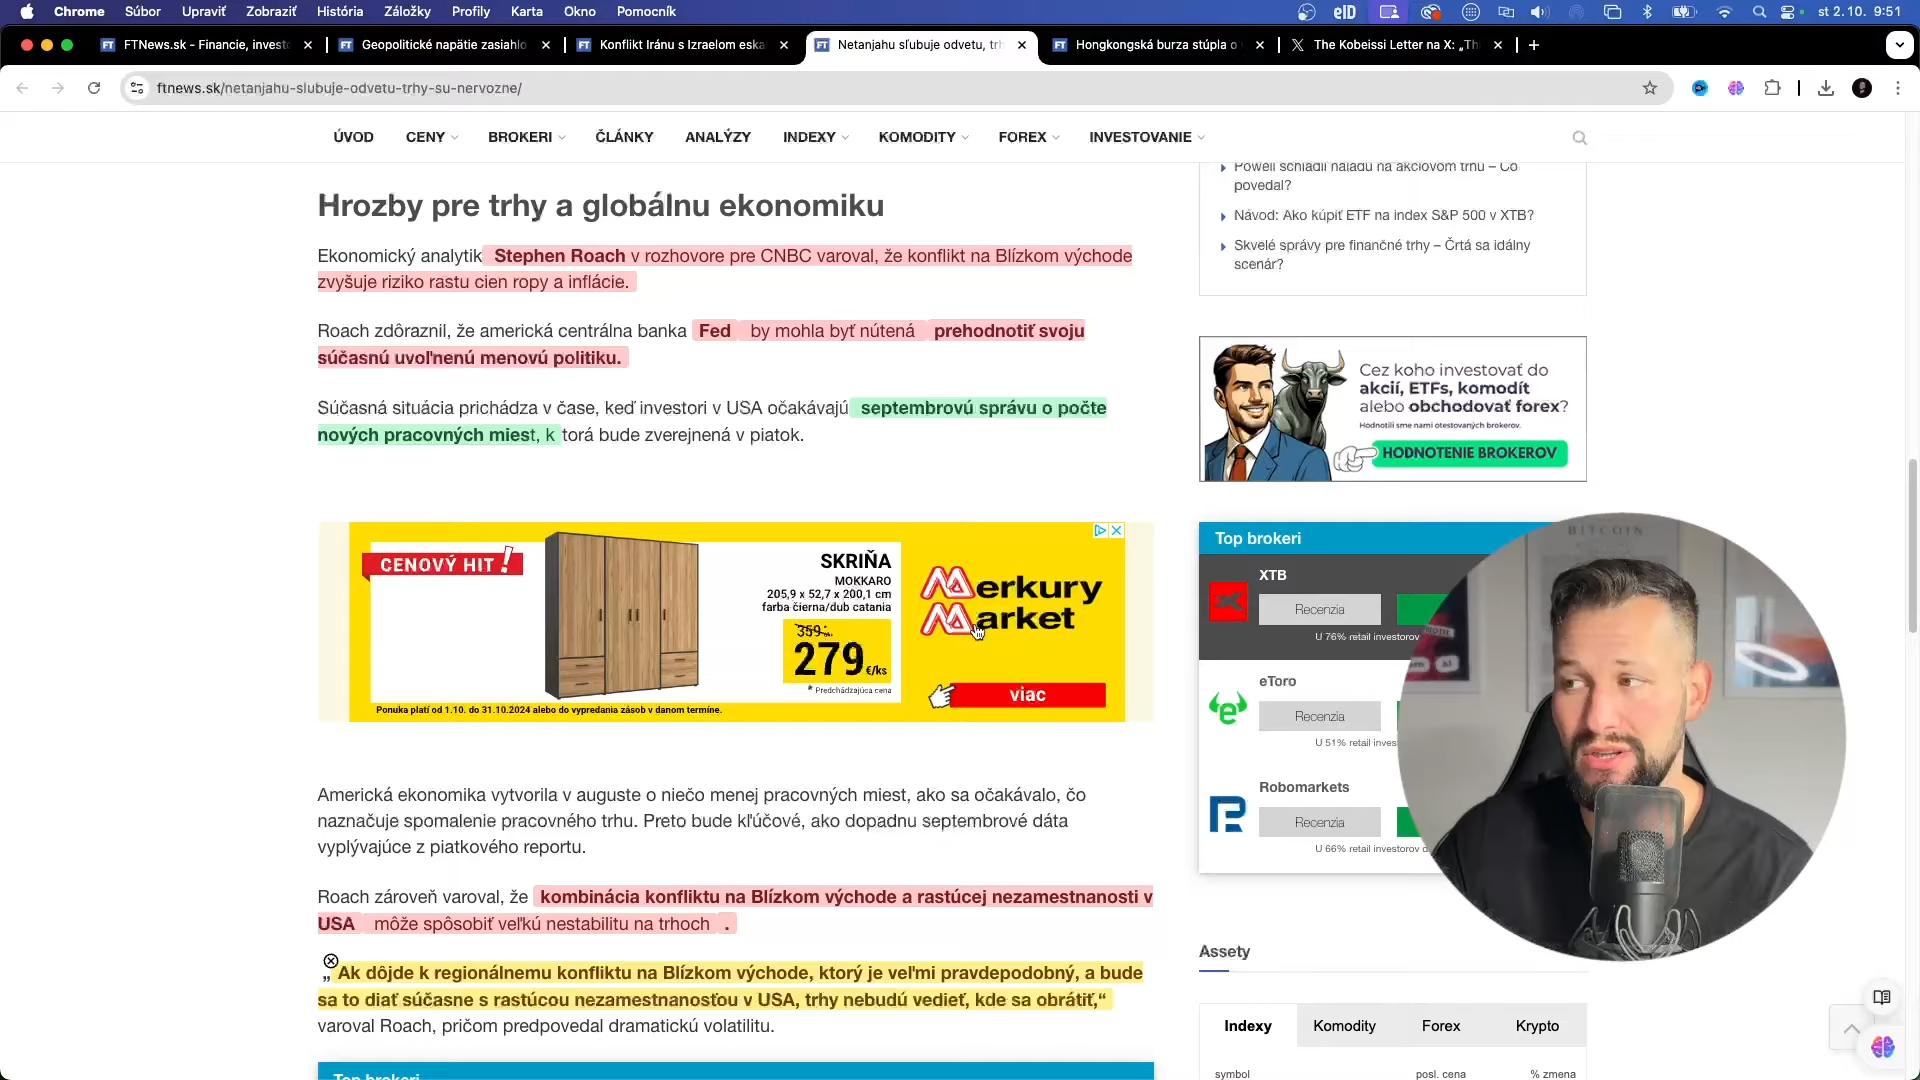 Chrome Súbor Upraviť Zobraziť História Záložky Profily Karta Okno Pomocník eID st 2. 10. 9:51
FTNews.sk - Financie, invest Geopolitické napätie zasiahlo Konflikt Iránu s Izraelom eska Netanjahu sľubuje odvetu, trh Hongkongská burza stúpla o The Kobeissi Letter na X: „Th
ftnews.sk/netanjahu-slubuje-odvetu-trhy-su-nervozne/
ÚVOD CENY BROKERI ČLÁNKY ANALÝZY INDEXY KOMODITY FOREX INVESTOVANIE
Hrozby pre trhy a globálnu ekonomiku
Ekonomický analytik Stephen Roach v rozhovore pre CNBC varoval, že konflikt na Blízkom východe
zvyšuje riziko rastu cien ropy a inflácie.
Roach zdôraznil, že americká centrálna banka Fed by mohla byť nútená prehodnotiť svoju
súčasnú uvoľnenú menovú politiku.
Súčasná situácia prichádza v čase, keď investori v USA očakávajú septembrovú správu o počte
nových pracovných miest, ktorá bude zverejnená v piatok.
CENOVÝ HIT!
SKRIŇA
MOKKARO
205,9 x 52,7 x 200,1 cm
farba čierna/dub catania
359,-
279 €/ks
* Predchádzajúca cena
Ponuka platí od 1.10. do 31.10.2024 alebo do vypredania zásob v danom termíne.
Merkury
Market
viac
Americká ekonomika vytvorila v auguste o niečo menej pracovných miest, ako sa očakávalo, čo
naznačuje spomalenie pracovného trhu. Preto bude kľúčové, ako dopadnu septembrové dáta
vyplývajúce z piatkového reportu.
Roach zároveň varoval, že kombinácia konfliktu na Blízkom východe a rastúcej nezamestnanosti v
USA môže spôsobiť veľkú nestabilitu na trhoch.
„Ak dôjde k regionálnemu konfliktu na Blízkom východe, ktorý je veľmi pravdepodobný, a bude
sa to diať súčasne s rastúcou nezamestnanosťou v USA, trhy nebudú vedieť, kde sa obrátiť,“
varoval Roach, pričom predpovedal dramatickú volatilitu.
Top brokeri
Powell schladil náladu na akciovom trhu – Čo
povedal?
Návod: Ako kúpiť ETF na index S&P 500 v XTB?
Skvelé správy pre finančné trhy – Črtá sa idálny
scenár?
Cez koho investovať do
akcií, ETFs, komodít
alebo obchodovať forex?
Hodnotili sme nami otestovaných brokerov.
HODNOTENIE BROKEROV
Top brokeri
XTB
Recenzia
U 76% retail investorov
eToro
Recenzia
U 51% retail inves
Robomarkets
Recenzia
U 66% retail investorov d
BITCOIN
Assety
Indexy Komodity Forex Krypto
symbol posl. cena % zmena